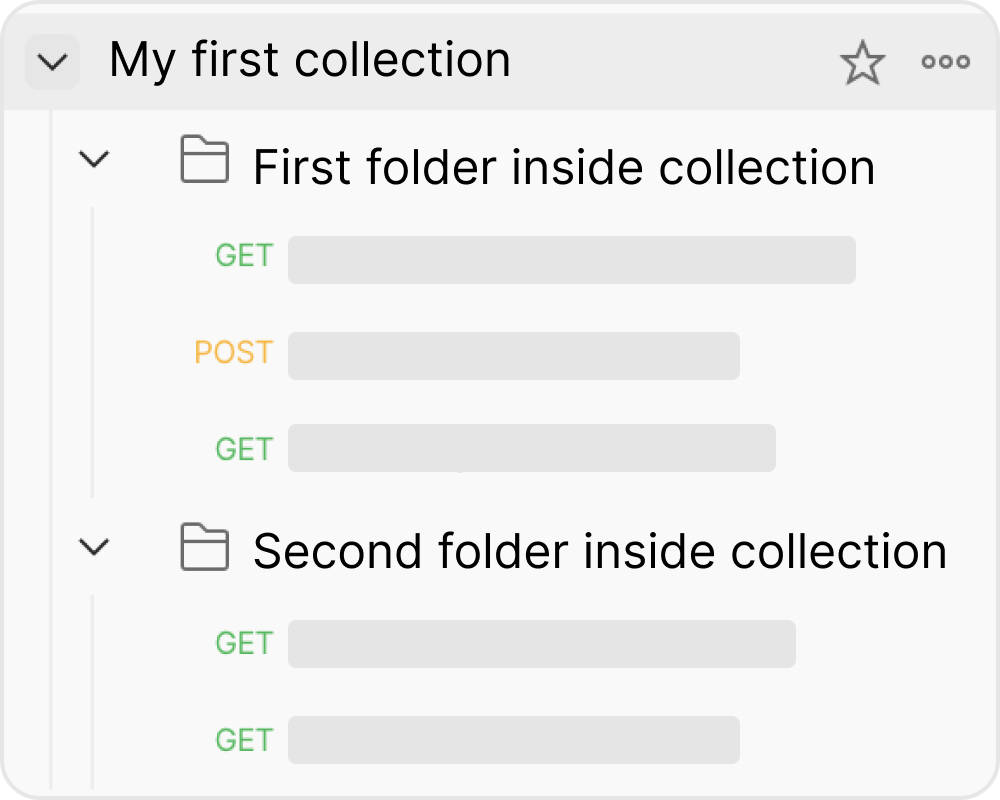 My first collection
First folder inside collection
GET
POST
GET
Second folder inside collection
GET
GET